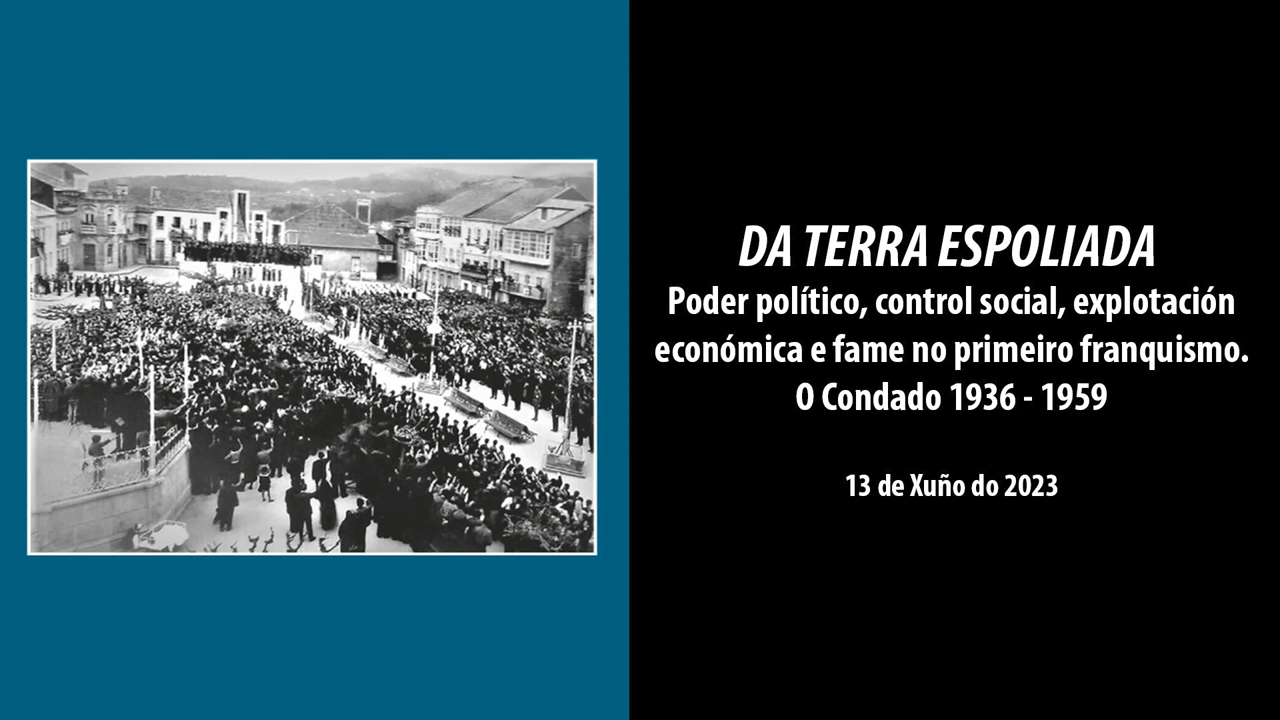 DA TERRA ESPOLIADA
Poder político, control social, explotación
económica e fame no primeiro franquismo.
O Condado 1936 - 1959
13 de Xuño do 2023